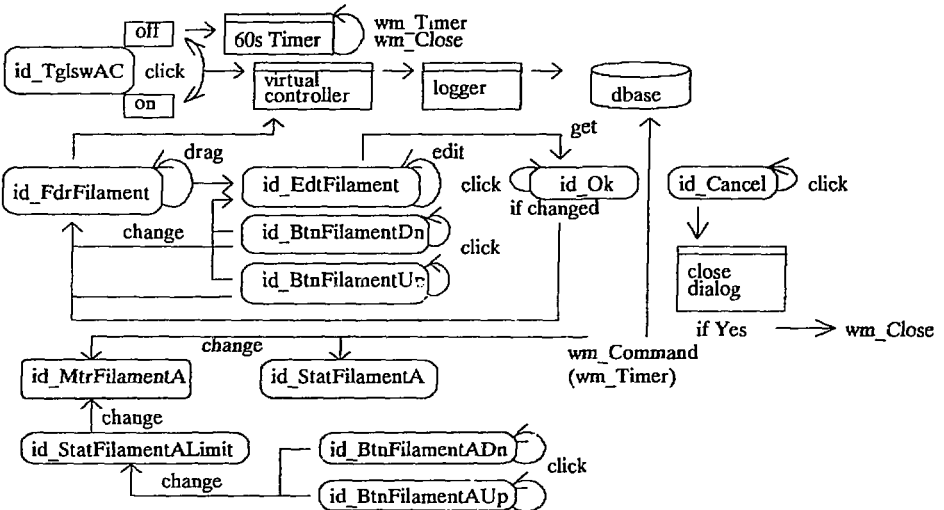 off
60s Timer
wm_Timer
wm_Close
id_TglswAC
click
on
virtual
controller
logger
dbase
get
drag
edit
id_FdrFilament
id_EdtFilament
click
id_Ok
if changed
id_Cancel
click
change
id_BtnFilamentDn
click
id_BtnFilamentUp
close
dialog
if Yes
wm_Close
change
wm_Command
(wm_Timer)
id_MtrFilamentA
id_StatFilamentA
change
id_StatFilamentALimit
id_BtnFilamentADn
click
change
id_BtnFilamentAUp